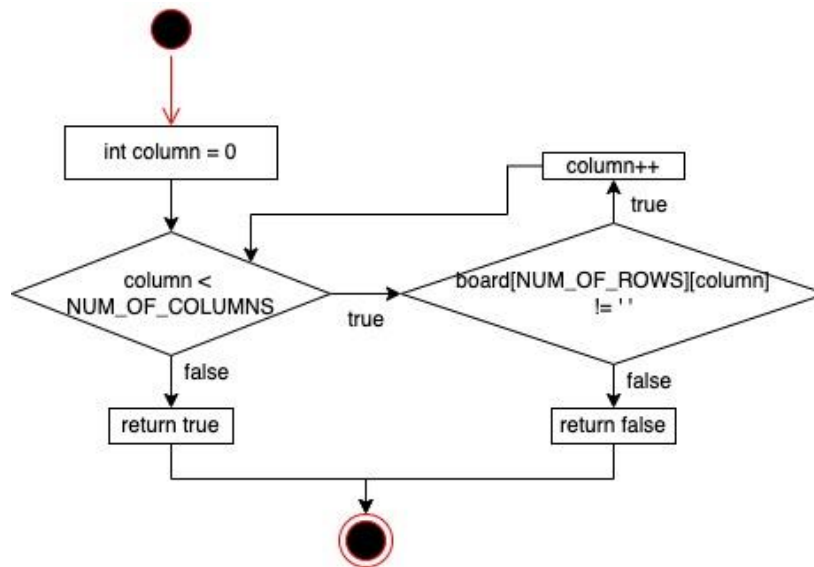 int column = 0
column++
true
column <
NUM_OF_COLUMNS
true
board[NUM_OF_ROWS][column]
!= ' '
false
false
return true
return false